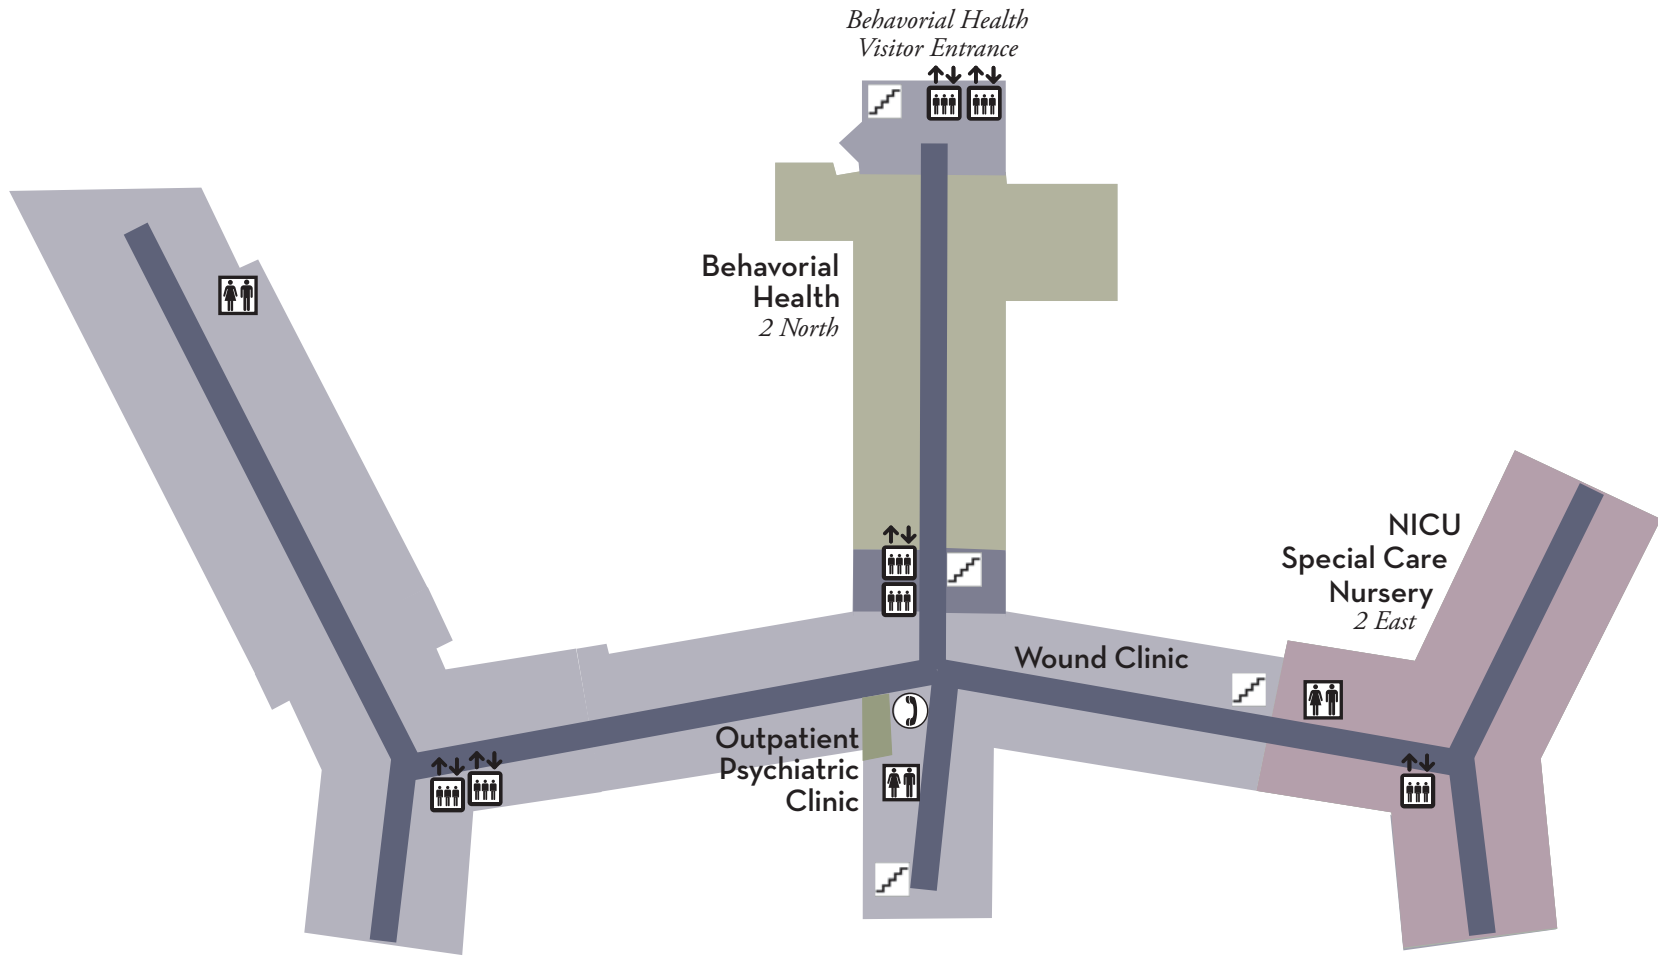 Behavorial Health
Visitor Entrance
Behavorial
Health
2 North
NICU
Special Care
Nursery
2 East
Wound Clinic
Outpatient
Psychiatric
Clinic